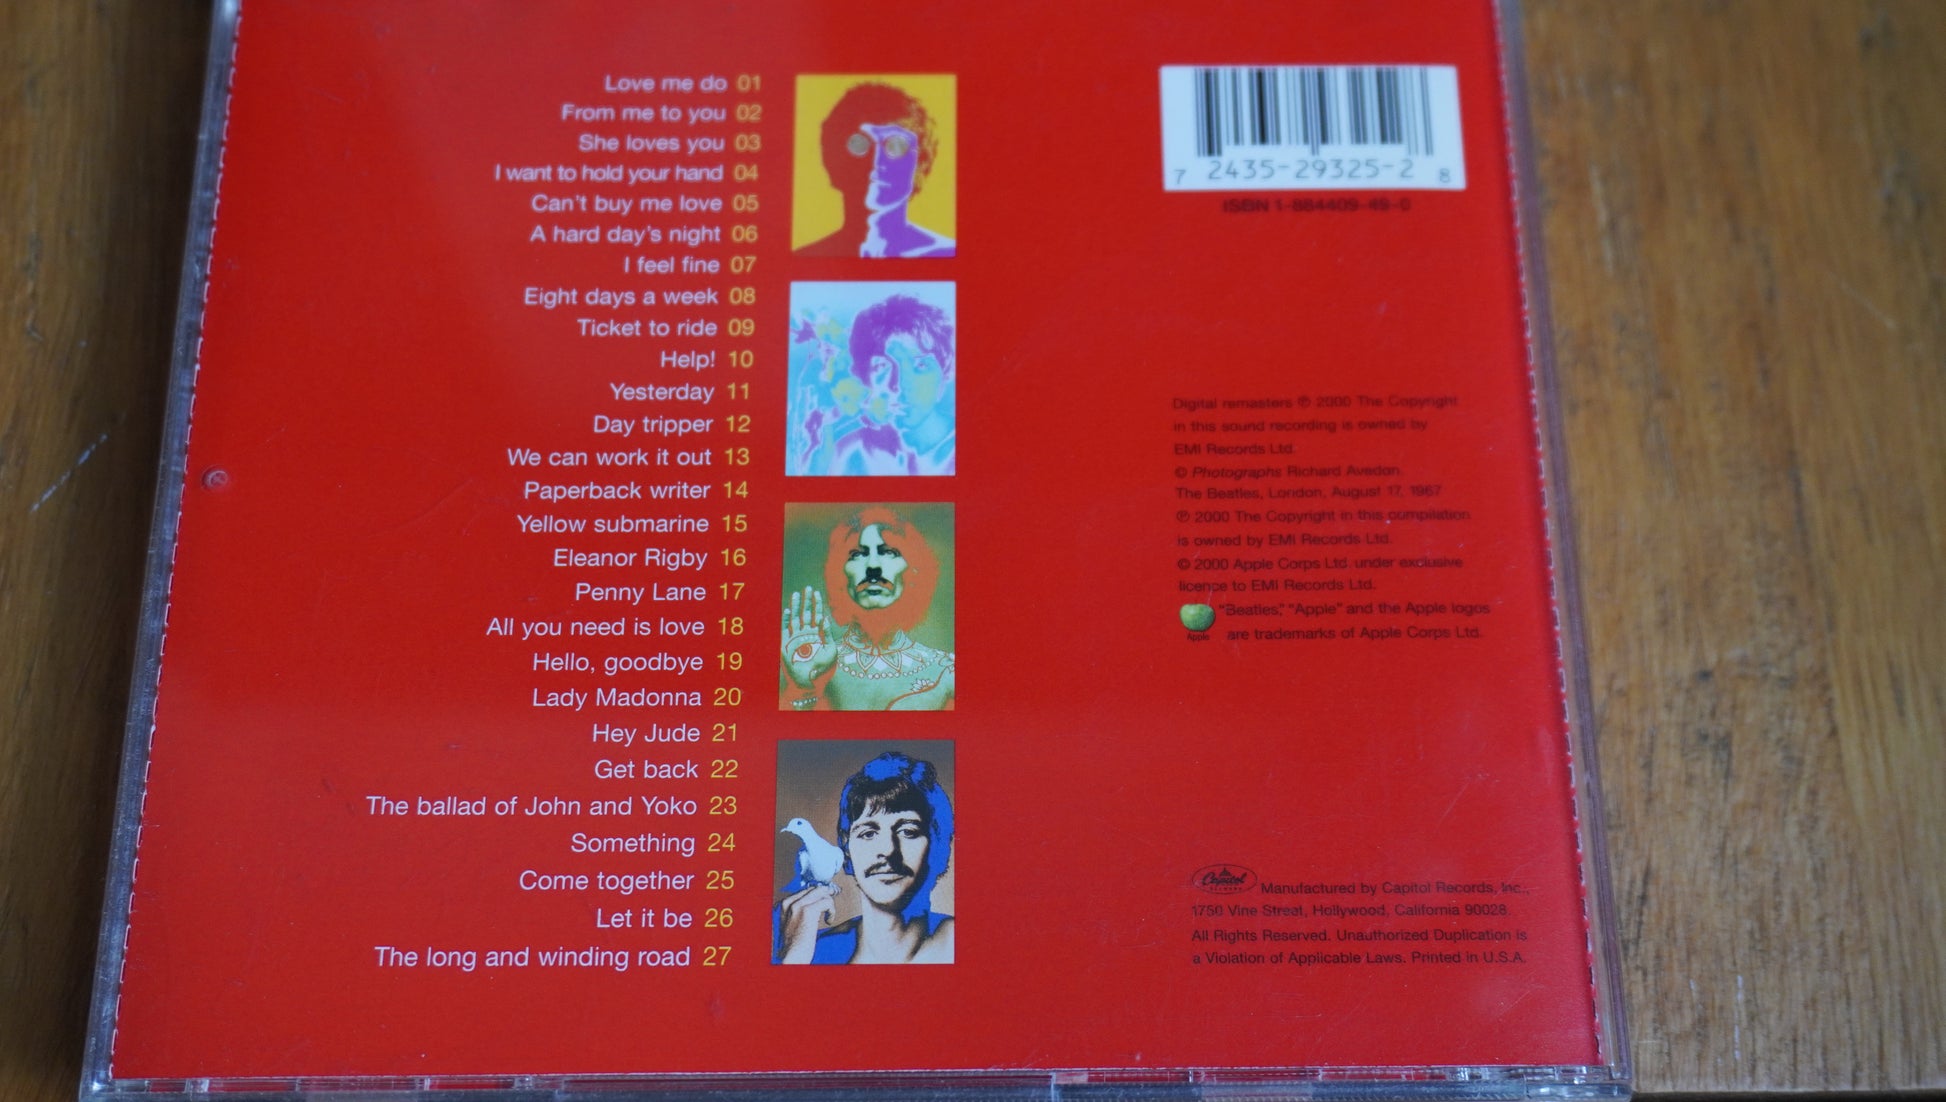 Love me do 01
From me to you 02
She loves you 03
I want to hold your hand 04
Can't buy me love 05
A hard day's night 06
I feel fine 07
Eight days a week 08
Ticket to ride 09
Help! 10
Yesterday 11
Day tripper 12
We can work it out 13
Paperback writer 14
Yellow submarine 15
Eleanor Rigby 16
Penny Lane 17
All you need is love 18
Hello, goodbye 19
Lady Madonna 20
Hey Jude 21
Get back 22
The ballad of John and Yoko 23
Something 24
Come together 25
Let it be 26
The long and winding road 27
7 2435-29325-2 8
ISBN 1-884409-49-0
Digital remasters ℗ 2000 The Copyright
in this sound recording is owned by
EMI Records Ltd.
© Photographs Richard Avedon.
The Beatles, London, August 17, 1967
℗ 2000 The Copyright in this compilation
is owned by EMI Records Ltd.
© 2000 Apple Corps Ltd. under exclusive
licence to EMI Records Ltd.
"Beatles," "Apple" and the Apple logos
are trademarks of Apple Corps Ltd.
Apple
Capitol
Manufactured by Capitol Records, Inc.,
1750 Vine Street, Hollywood, California 90028.
All Rights Reserved. Unauthorized Duplication is
a Violation of Applicable Laws. Printed in U.S.A.